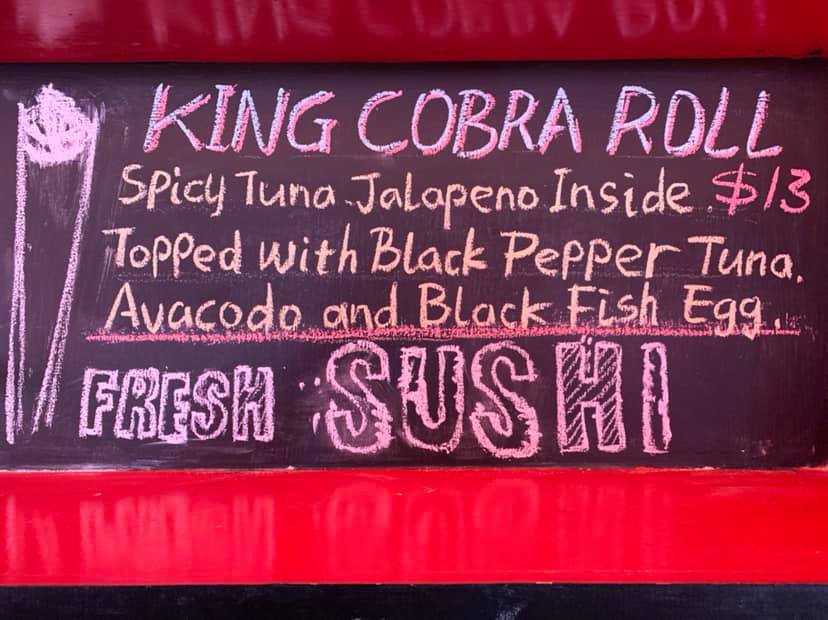 KING COBRA ROLL
Spicy Tuna Jalapeno Inside. $13
Topped with Black Pepper Tuna.
Avacodo and Black Fish Egg.
FRESH SUSHI